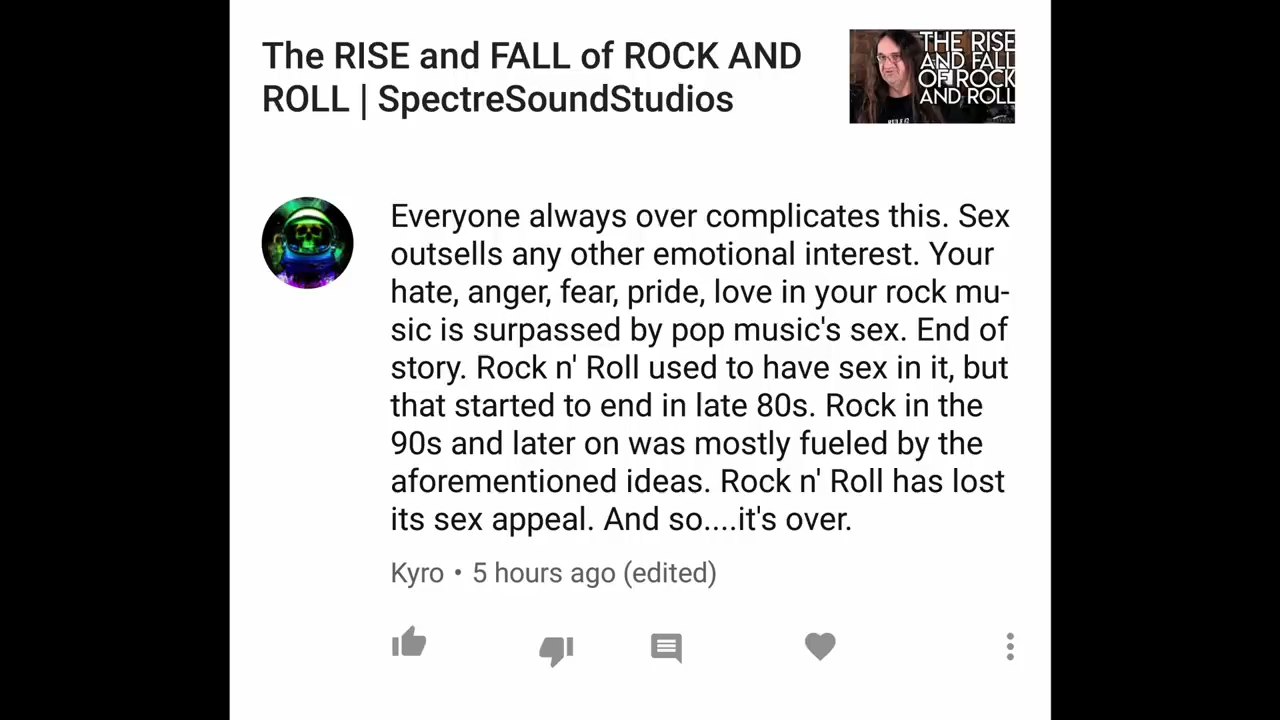 The RISE and FALL of ROCK AND
ROLL | SpectreSoundStudios
THE RISE
AND FALL
OF ROCK
AND ROLL
Everyone always over complicates this. Sex
outsells any other emotional interest. Your
hate, anger, fear, pride, love in your rock mu-
sic is surpassed by pop music's sex. End of
story. Rock n' Roll used to have sex in it, but
that started to end in late 80s. Rock in the
90s and later on was mostly fueled by the
aforementioned ideas. Rock n' Roll has lost
its sex appeal. And so....it's over.
Kyro • 5 hours ago (edited)